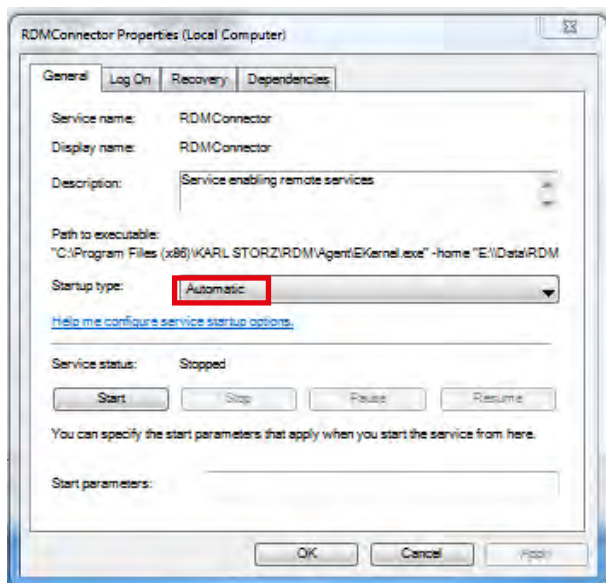 RDMConnector Properties (Local Computer)
General Log On Recovery Dependencies
Service name: RDMConnector
Display name: RDMConnector
Description: Service enabling remote services
Path to executable:
"C:\Program Files (x86)\KARL STORZ\RDM\Agent\EKernel.exe" -home "E:\\Data\RDM
Startup type: Automatic
Help me configure service startup options.
Service status: Stopped
Start Stop Pause Resume
You can specify the start parameters that apply when you start the service from here.
Start parameters:
OK Cancel Apply